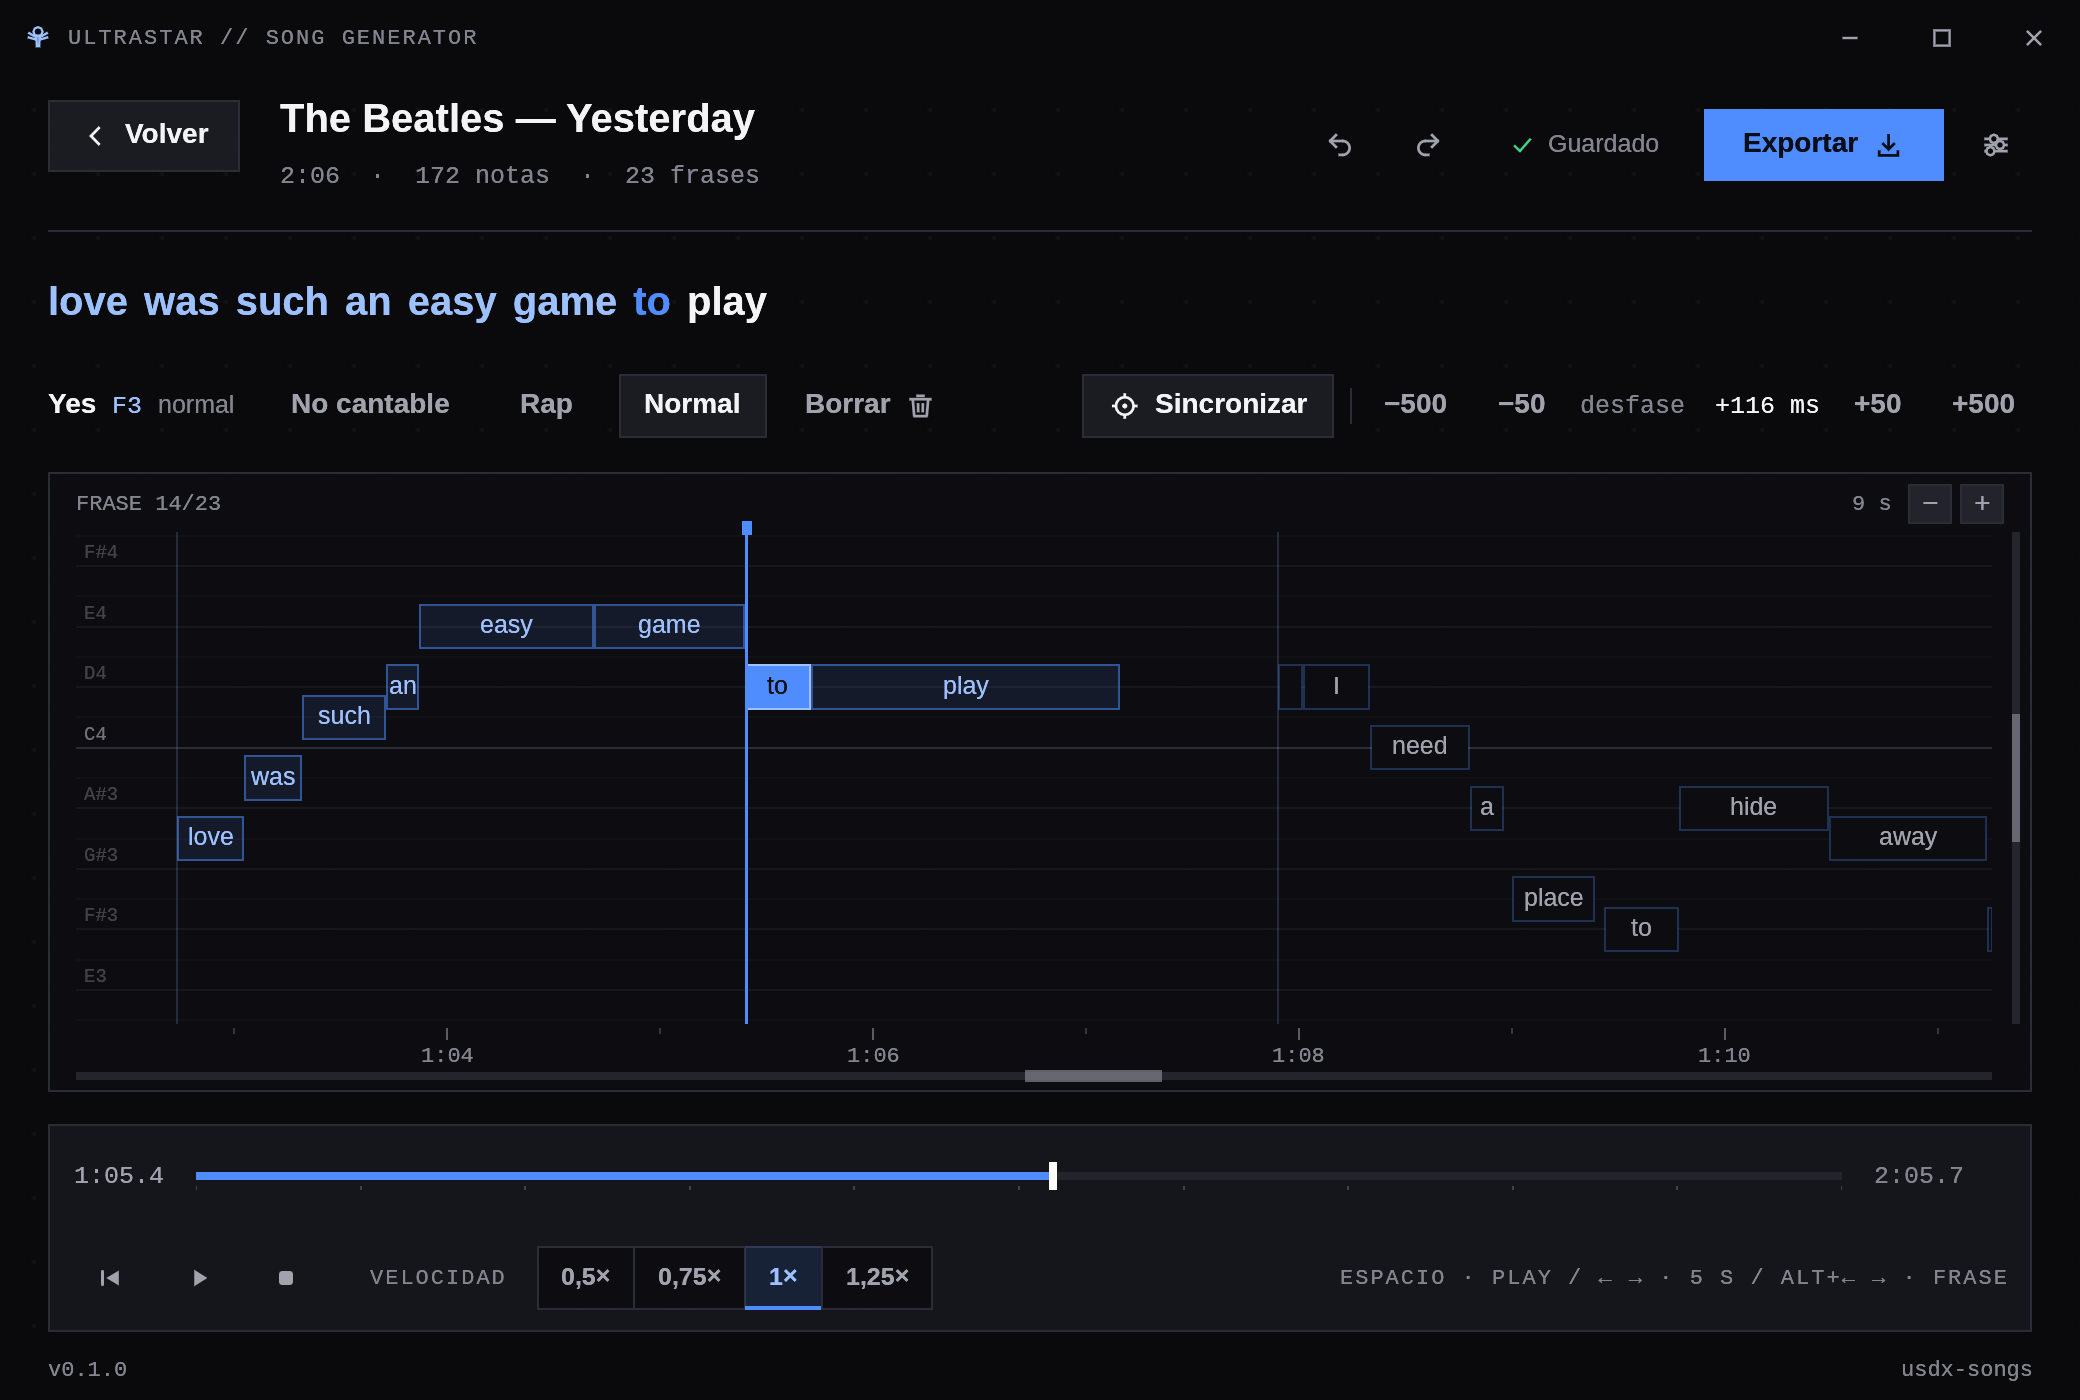 ULTRASTAR // SONG GENERATOR
Volver
The Beatles — Yesterday
2:06 · 172 notas · 23 frases
Guardado
Exportar
love was such an easy game to play
Yes F3 normal No cantable Rap Normal Borrar Sincronizar −500 −50 desfase +116 ms +50 +500
FRASE 14/23 9 s − +
F#4
E4 easy game
D4 an to play I
such
C4 need
was
A#3 a hide
love away
G#3
place
F#3 to
E3
1:04 1:06 1:08 1:10
1:05.4 2:05.7
VELOCIDAD 0,5× 0,75× 1× 1,25× ESPACIO · PLAY / ← → · 5 S / ALT+← → · FRASE
v0.1.0 usdx-songs